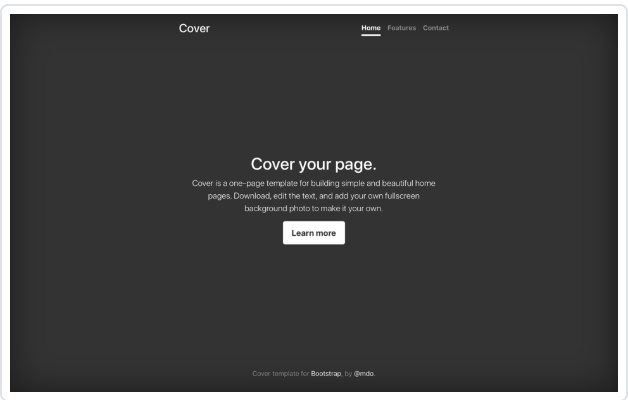 Cover
Home Features Contact
Cover your page.
Cover is a one-page template for building simple and beautiful home
pages. Download, edit the text, and add your own fullscreen
background photo to make it your own.
Learn more
Cover template for Bootstrap, by @mdo.